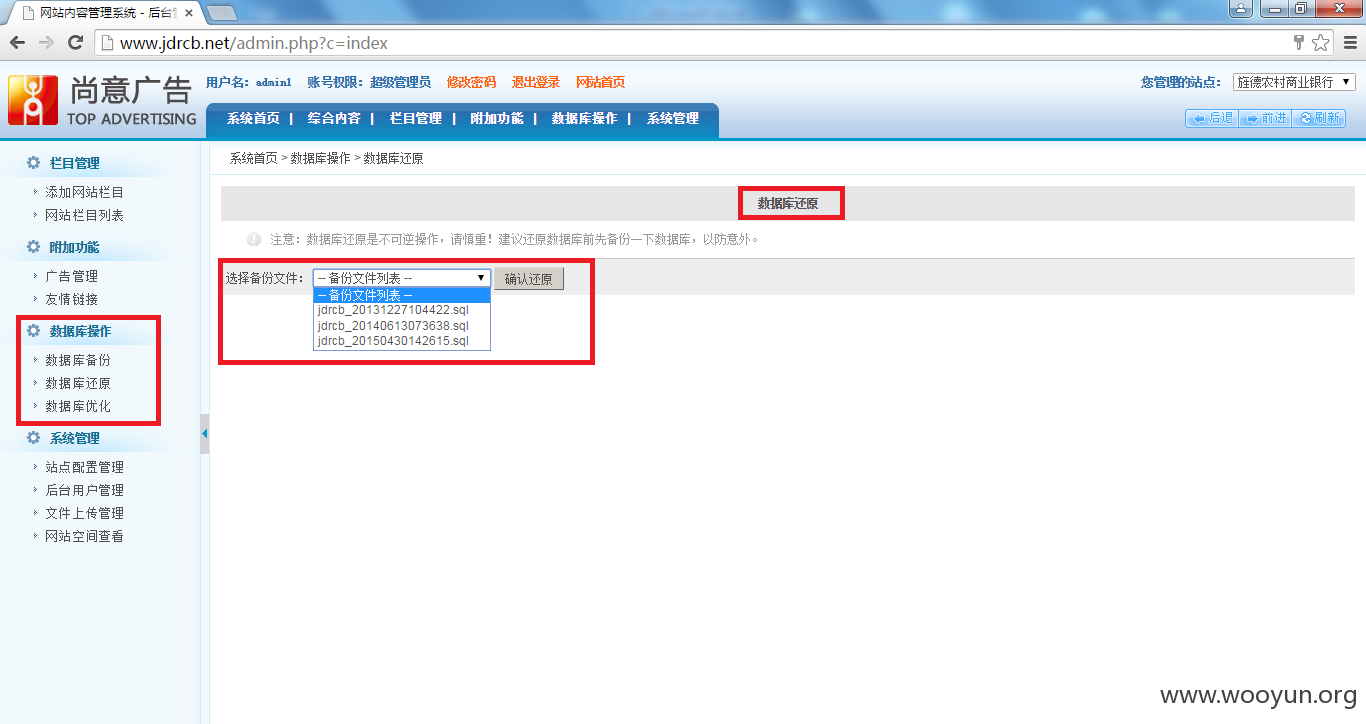 网站内容管理系统 - 后台
www.jdrcb.net/admin.php?c=index
尚意广告
TOP ADVERTISING
用户名：admin1 账号权限：超级管理员 修改密码 退出登录 网站首页
您管理的站点： 旌德农村商业银行
系统首页 | 综合内容 | 栏目管理 | 附加功能 | 数据库操作 | 系统管理
后退 前进 刷新
栏目管理
添加网站栏目
网站栏目列表
附加功能
广告管理
友情链接
数据库操作
数据库备份
数据库还原
数据库优化
系统管理
站点配置管理
后台用户管理
文件上传管理
网站空间查看
系统首页 > 数据库操作 > 数据库还原
数据库还原
注意：数据库还原是不可逆操作，请慎重！建议还原数据库前先备份一下数据库，以防意外。
选择备份文件： -- 备份文件列表 -- 确认还原
-- 备份文件列表 --
jdrcb_20131227104422.sql
jdrcb_20140613073638.sql
jdrcb_20150430142615.sql
www.wooyun.org